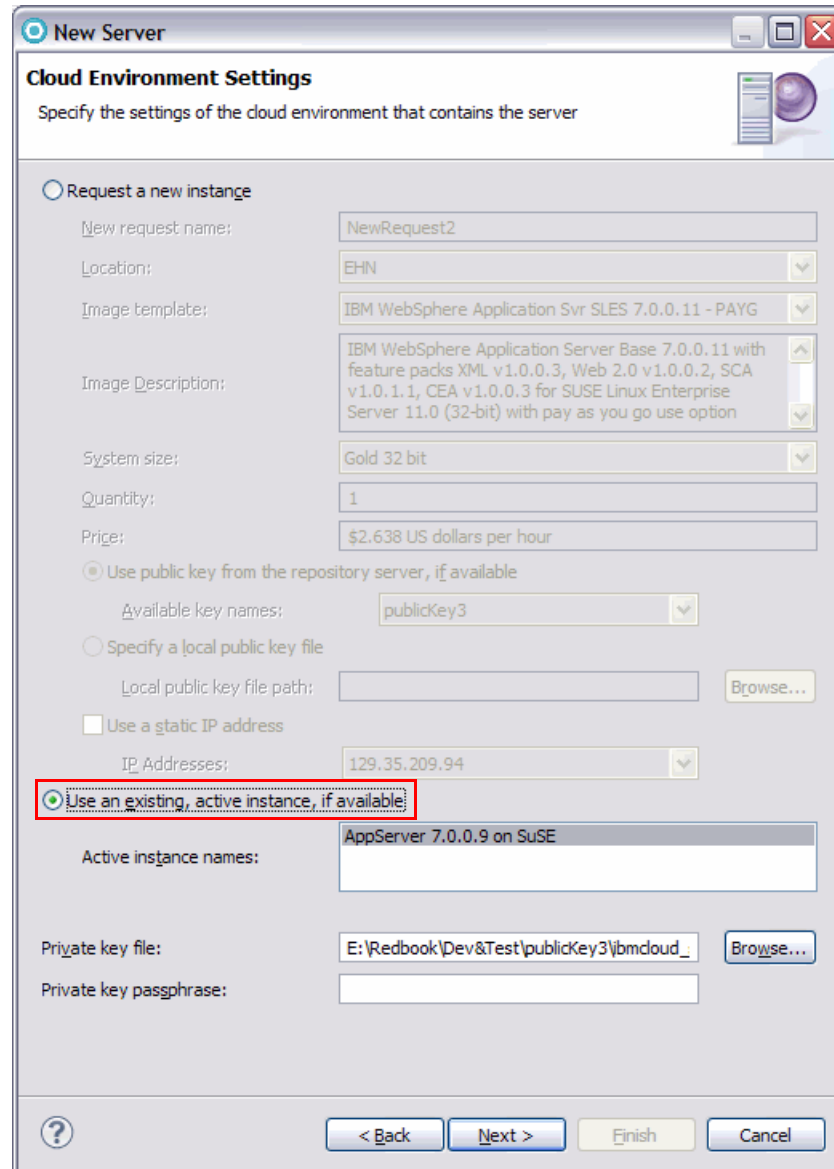 New Server
Cloud Environment Settings
Specify the settings of the cloud environment that contains the server
Request a new instance
New request name: NewRequest2
Location: EHN
Image template: IBM WebSphere Application Svr SLES 7.0.0.11 - PAYG
Image Description:
IBM WebSphere Application Server Base 7.0.0.11 with
feature packs XML v1.0.0.3, Web 2.0 v1.0.0.2, SCA
v1.0.1.1, CEA v1.0.0.3 for SUSE Linux Enterprise
Server 11.0 (32-bit) with pay as you go use option
System size: Gold 32 bit
Quantity: 1
Price: $2.638 US dollars per hour
Use public key from the repository server, if available
Available key names: publicKey3
Specify a local public key file
Local public key file path: Browse...
Use a static IP address
IP Addresses: 129.35.209.94
Use an existing, active instance, if available
AppServer 7.0.0.9 on SuSE
Active instance names:
Private key file: E:\Redbook\Dev&Test\publicKey3\ibmcloud_ Browse...
Private key passphrase:
? < Back Next > Finish Cancel